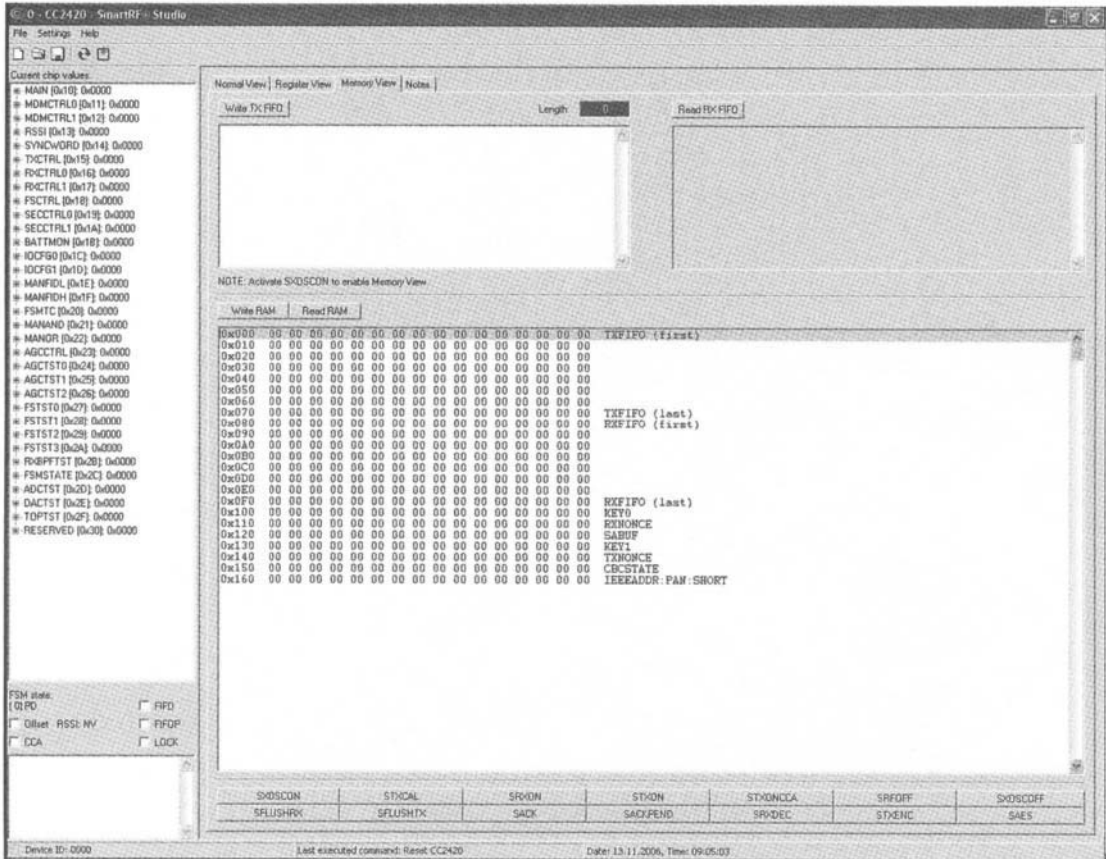 0 - CC2420 - SmartRF - Studio
File Settings Help
Current chip values:
MAIN [0x10]: 0x0000
MDMCTRL0 [0x11]: 0x0000
MDMCTRL1 [0x12]: 0x0000
RSSI [0x13]: 0x0000
SYNCWORD [0x14]: 0x0000
TXCTRL [0x15]: 0x0000
RXCTRL0 [0x16]: 0x0000
RXCTRL1 [0x17]: 0x0000
FSCTRL [0x18]: 0x0000
SECCTRL0 [0x19]: 0x0000
SECCTRL1 [0x1A]: 0x0000
BATTMON [0x1B]: 0x0000
IOCFG0 [0x1C]: 0x0000
IOCFG1 [0x1D]: 0x0000
MANFIDL [0x1E]: 0x0000
MANFIDH [0x1F]: 0x0000
FSMTC [0x20]: 0x0000
MANAND [0x21]: 0x0000
MANOR [0x22]: 0x0000
AGCCTRL [0x23]: 0x0000
AGCTST0 [0x24]: 0x0000
AGCTST1 [0x25]: 0x0000
AGCTST2 [0x26]: 0x0000
FSTST0 [0x27]: 0x0000
FSTST1 [0x28]: 0x0000
FSTST2 [0x29]: 0x0000
FSTST3 [0x2A]: 0x0000
RXBPFTST [0x2B]: 0x0000
FSMSTATE [0x2C]: 0x0000
ADCTST [0x2D]: 0x0000
DACTST [0x2E]: 0x0000
TOPTST [0x2F]: 0x0000
RESERVED [0x30]: 0x0000
FSM state:
[ 0] PD
FIFO
Offset RSSI: NV
FIFOP
CCA
LOCK
Normal View Register View Memory View Notes
Write TX FIFO Length: 0 Read RX FIFO
NOTE: Activate SXOSCON to enable Memory View
Write RAM Read RAM
0x000 00 00 00 00 00 00 00 00 00 00 00 00 00 00 00 00 TXFIFO (first)
0x010 00 00 00 00 00 00 00 00 00 00 00 00 00 00 00 00
0x020 00 00 00 00 00 00 00 00 00 00 00 00 00 00 00 00
0x030 00 00 00 00 00 00 00 00 00 00 00 00 00 00 00 00
0x040 00 00 00 00 00 00 00 00 00 00 00 00 00 00 00 00
0x050 00 00 00 00 00 00 00 00 00 00 00 00 00 00 00 00
0x060 00 00 00 00 00 00 00 00 00 00 00 00 00 00 00 00
0x070 00 00 00 00 00 00 00 00 00 00 00 00 00 00 00 00 TXFIFO (last)
0x080 00 00 00 00 00 00 00 00 00 00 00 00 00 00 00 00 RXFIFO (first)
0x090 00 00 00 00 00 00 00 00 00 00 00 00 00 00 00 00
0x0A0 00 00 00 00 00 00 00 00 00 00 00 00 00 00 00 00
0x0B0 00 00 00 00 00 00 00 00 00 00 00 00 00 00 00 00
0x0C0 00 00 00 00 00 00 00 00 00 00 00 00 00 00 00 00
0x0D0 00 00 00 00 00 00 00 00 00 00 00 00 00 00 00 00
0x0E0 00 00 00 00 00 00 00 00 00 00 00 00 00 00 00 00
0x0F0 00 00 00 00 00 00 00 00 00 00 00 00 00 00 00 00 RXFIFO (last)
0x100 00 00 00 00 00 00 00 00 00 00 00 00 00 00 00 00 KEY0
0x110 00 00 00 00 00 00 00 00 00 00 00 00 00 00 00 00 RXNONCE
0x120 00 00 00 00 00 00 00 00 00 00 00 00 00 00 00 00 SABUF
0x130 00 00 00 00 00 00 00 00 00 00 00 00 00 00 00 00 KEY1
0x140 00 00 00 00 00 00 00 00 00 00 00 00 00 00 00 00 TXNONCE
0x150 00 00 00 00 00 00 00 00 00 00 00 00 00 00 00 00 CBCSTATE
0x160 00 00 00 00 00 00 00 00 00 00 00 00 00 00 00 00 IEEEADDR:PAN:SHORT
SXOSCON STXCAL SRXON STXON STXONCCA SRFOFF SXOSCOFF
SFLUSHRX SFLUSHTX SACK SACKPEND SRXDEC STXENC SAES
Device ID: 0000 Last executed command: Reset CC2420 Date: 13.11.2006, Time: 09:05:03